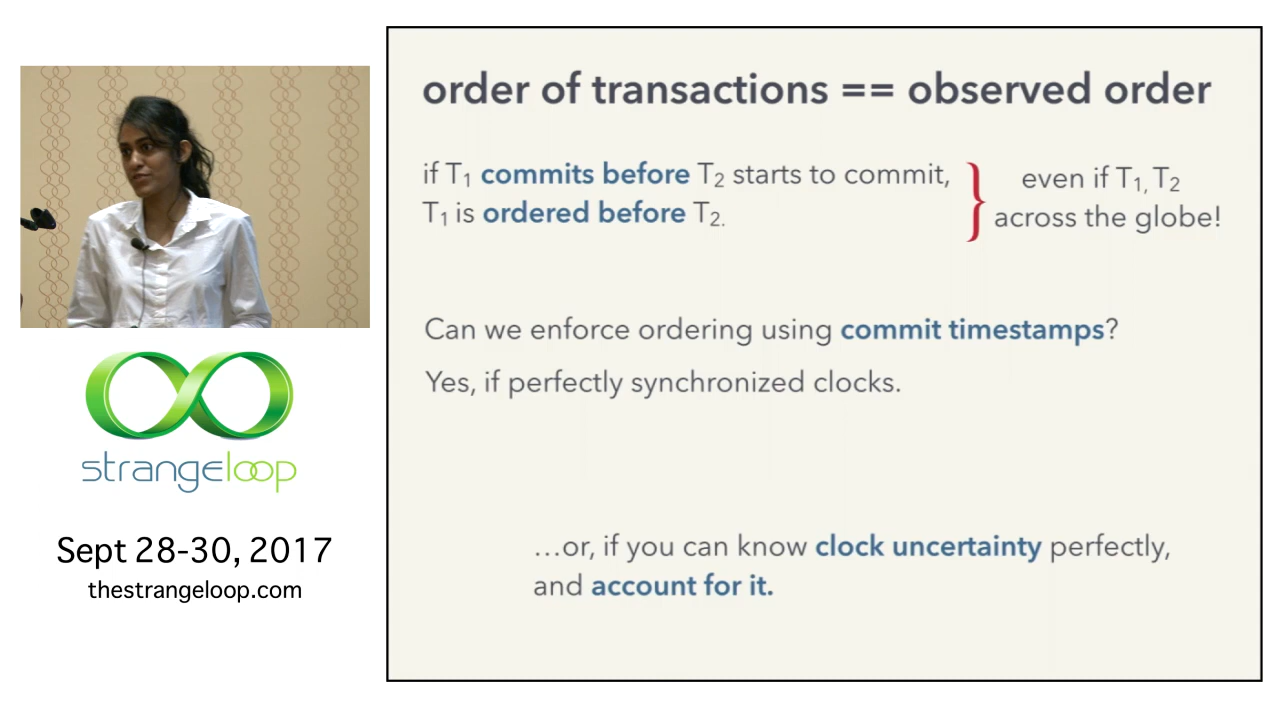 order of transactions == observed order
if T1 commits before T2 starts to commit,
T1 is ordered before T2.
even if T1, T2
across the globe!
Can we enforce ordering using commit timestamps?
Yes, if perfectly synchronized clocks.
…or, if you can know clock uncertainty perfectly,
and account for it.
strangeloop
Sept 28-30, 2017
thestrangeloop.com